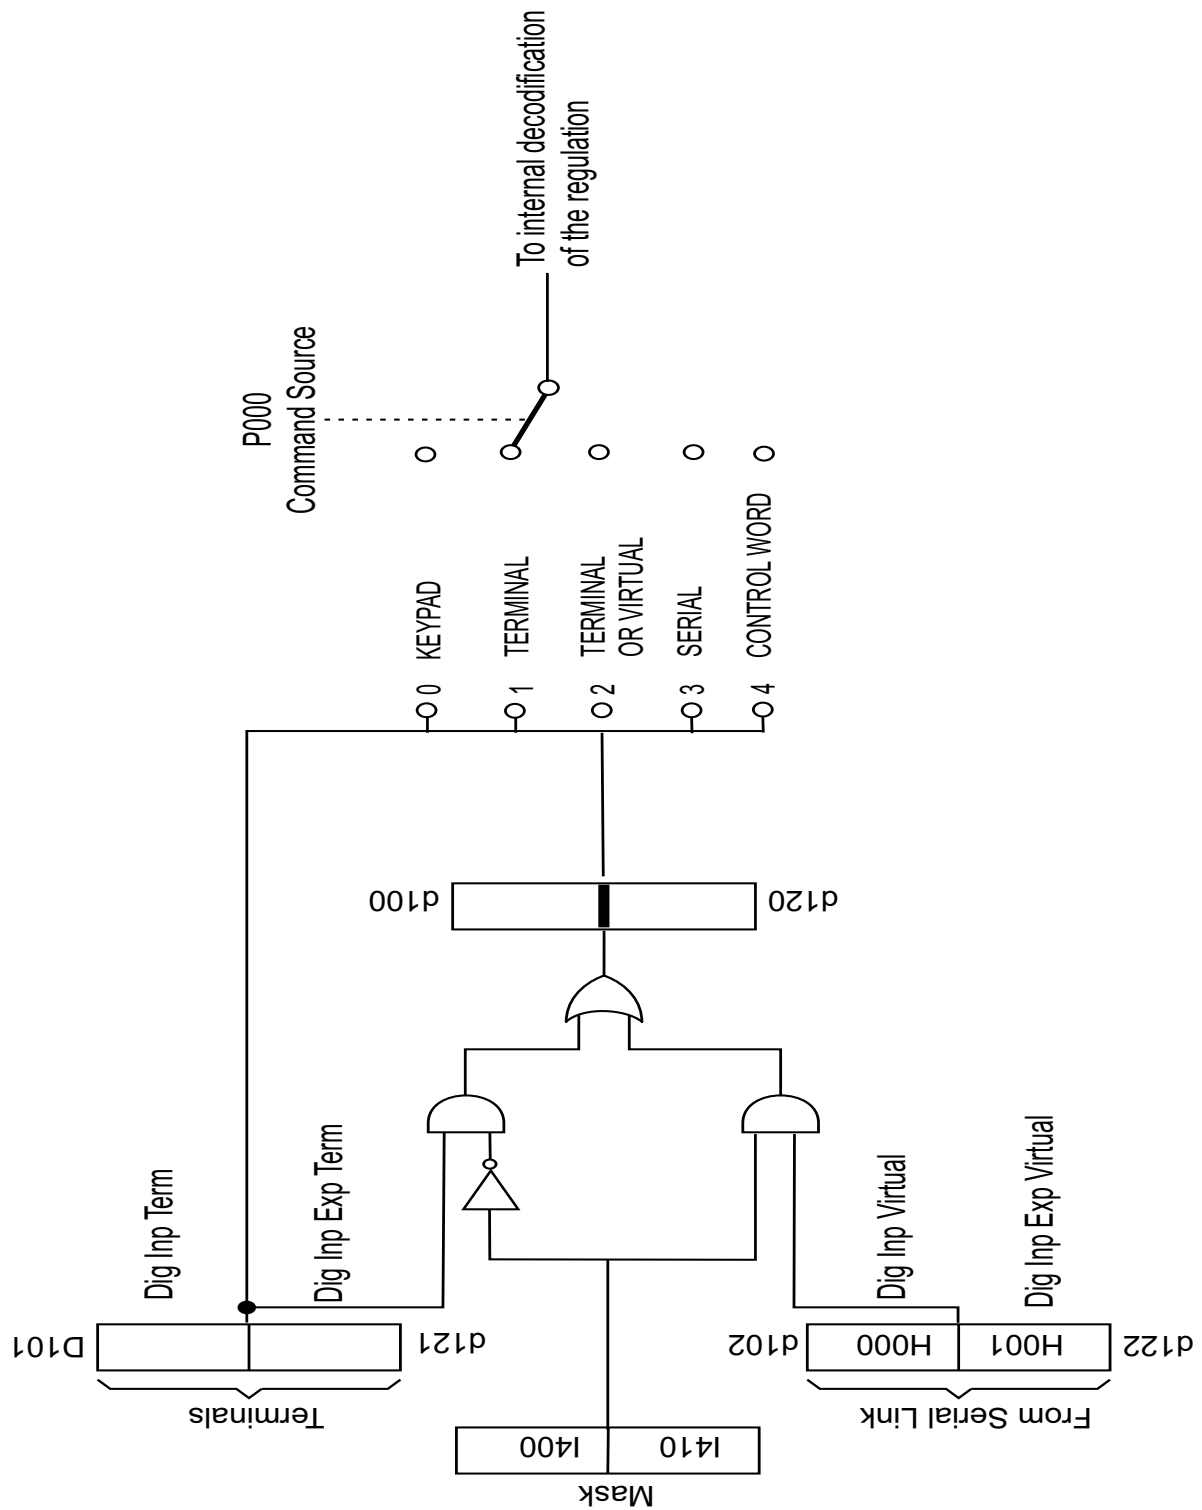 To internal decodification
of the regulation
P000
Command Source
0 KEYPAD
1 TERMINAL
2 TERMINAL
OR VIRTUAL
3 SERIAL
4 CONTROL WORD
d100
d120
Dig Inp Term
Dig Inp Exp Term
Dig Inp Virtual
Dig Inp Exp Virtual
D101
d121
d102
H000
H001
d122
Terminals
From Serial Link
I400
I410
Mask